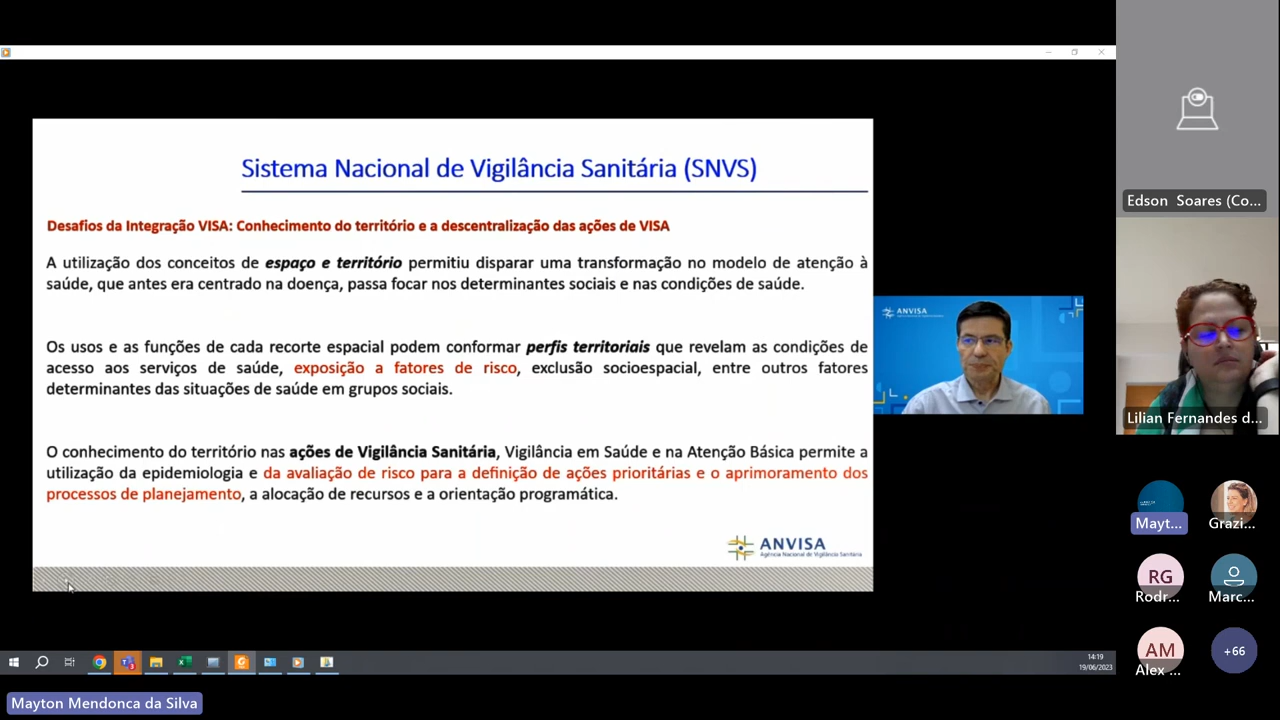 Sistema Nacional de Vigilância Sanitária (SNVS)
Desafios da Integração VISA: Conhecimento do território e a descentralização das ações de VISA
A utilização dos conceitos de espaço e território permitiu disparar uma transformação no modelo de atenção à
saúde, que antes era centrado na doença, passa focar nos determinantes sociais e nas condições de saúde.
Os usos e as funções de cada recorte espacial podem conformar perfis territoriais que revelam as condições de
acesso aos serviços de saúde, exposição a fatores de risco, exclusão socioespacial, entre outros fatores
determinantes das situações de saúde em grupos sociais.
O conhecimento do território nas ações de Vigilância Sanitária, Vigilância em Saúde e na Atenção Básica permite a
utilização da epidemiologia e da avaliação de risco para a definição de ações prioritárias e o aprimoramento dos
processos de planejamento, a alocação de recursos e a orientação programática.
ANVISA
Agência Nacional de Vigilância Sanitária
ANVISA
Edson Soares (Co...
Lilian Fernandes d...
Mayt...
Grazi...
RG
Rodr...
Marc...
AM
Alex ...
+66
14:19
19/06/2023
Mayton Mendonca da Silva